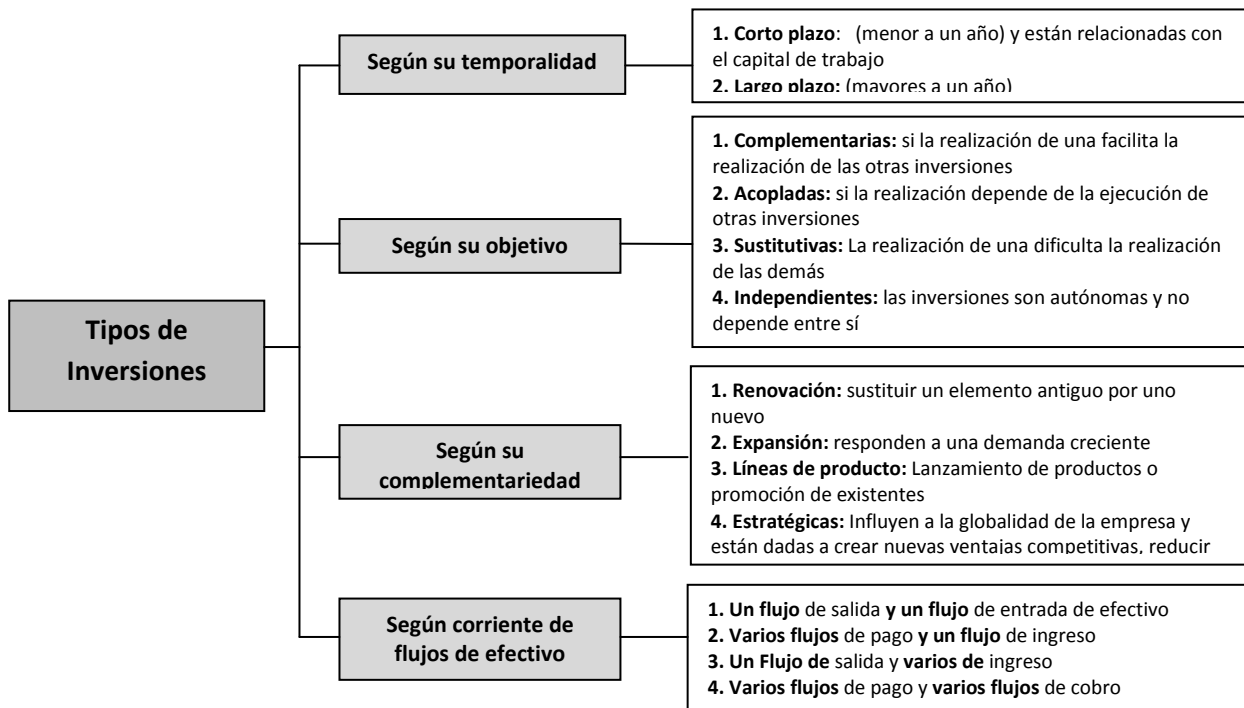 Tipos de
Inversiones
Según su temporalidad
1. Corto plazo: (menor a un año) y están relacionadas con
el capital de trabajo
2. Largo plazo: (mayores a un año)
Según su objetivo
1. Complementarias: si la realización de una facilita la
realización de las otras inversiones
2. Acopladas: si la realización depende de la ejecución de
otras inversiones
3. Sustitutivas: La realización de una dificulta la realización
de las demás
4. Independientes: las inversiones son autónomas y no
depende entre sí
Según su
complementariedad
1. Renovación: sustituir un elemento antiguo por uno
nuevo
2. Expansión: responden a una demanda creciente
3. Líneas de producto: Lanzamiento de productos o
promoción de existentes
4. Estratégicas: Influyen a la globalidad de la empresa y
están dadas a crear nuevas ventajas competitivas, reducir
Según corriente de
flujos de efectivo
1. Un flujo de salida y un flujo de entrada de efectivo
2. Varios flujos de pago y un flujo de ingreso
3. Un Flujo de salida y varios de ingreso
4. Varios flujos de pago y varios flujos de cobro